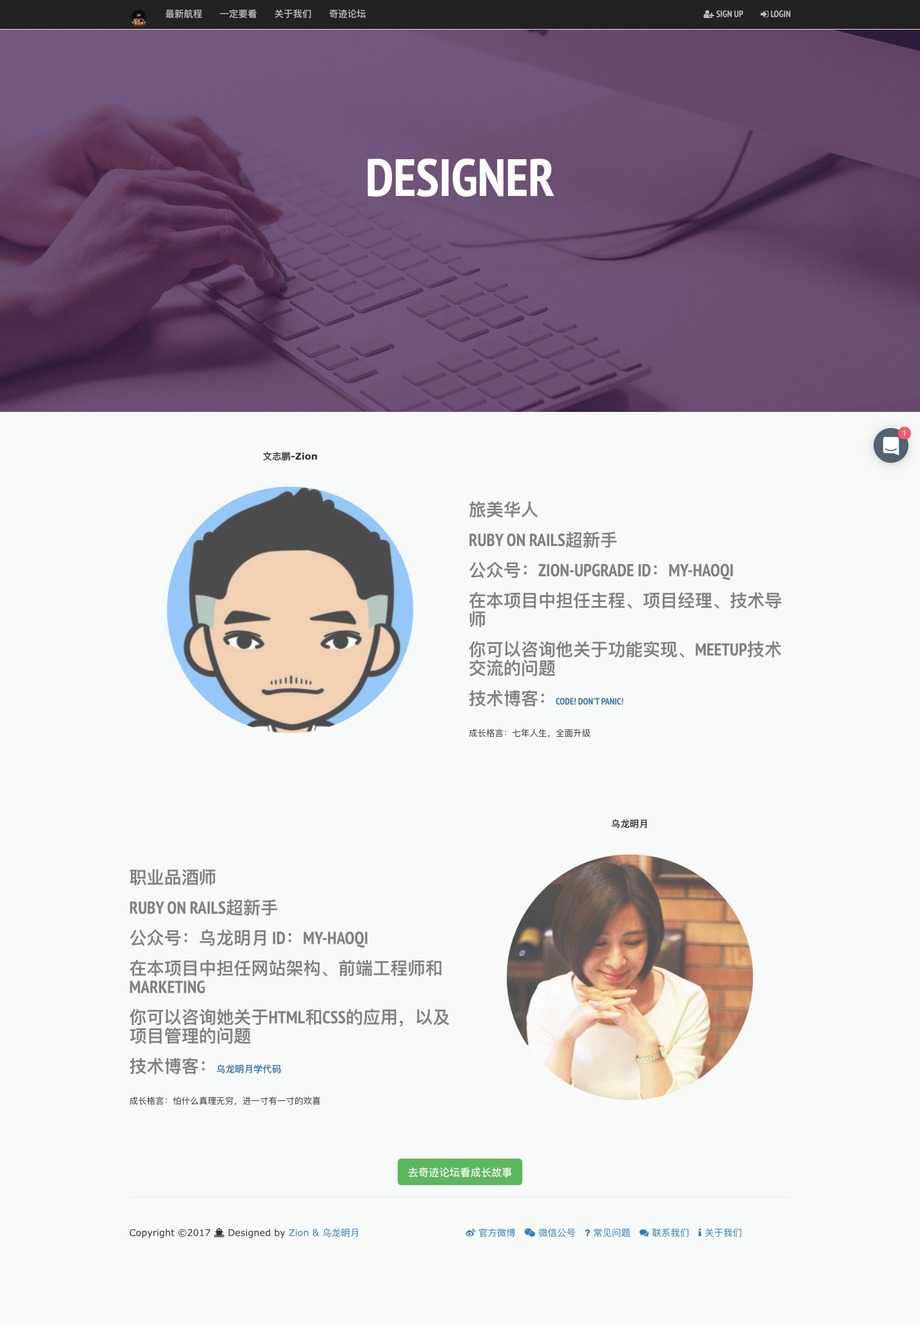 最新航程 一定要看 关于我们 奇迹论坛 SIGN UP LOGIN
DESIGNER
1
文志鹏-Zion
旅美华人
RUBY ON RAILS超新手
公众号：ZION-UPGRADE ID：MY-HAOQI
在本项目中担任主程、项目经理、技术导
师
你可以咨询他关于功能实现、MEETUP技术
交流的问题
技术博客： CODE! DON'T PANIC!
成长格言：七年人生，全面升级
乌龙明月
职业品酒师
RUBY ON RAILS超新手
公众号：乌龙明月 ID：MY-HAOQI
在本项目中担任网站架构、前端工程师和
MARKETING
你可以咨询她关于HTML和CSS的应用，以及
项目管理的问题
技术博客： 乌龙明月学代码
成长格言：怕什么真理无穷，进一寸有一寸的欢喜
去奇迹论坛看成长故事
Copyright ©2017 Designed by Zion & 乌龙明月 官方微博 微信公号 ? 常见问题 联系我们 i 关于我们